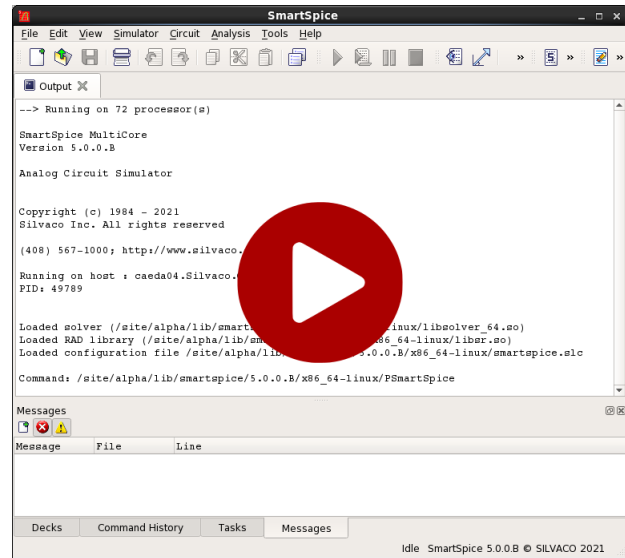 SmartSpice
File Edit View Simulator Circuit Analysis Tools Help
» S » »
Output
--> Running on 72 processor(s)
SmartSpice MultiCore
Version 5.0.0.B
Analog Circuit Simulator
Copyright (c) 1984 - 2021
Silvaco Inc. All rights reserved
(408) 567-1000; http://www.silvaco.
Running on host : caeda04.Silvaco.
PID: 49789
Loaded solver (/site/alpha/lib/smart inux/libsolver_64.so)
Loaded RAD library (/site/alpha/lib/sm 86_64-linux/libsr.so)
Loaded configuration file /site/alpha/lib 5.0.0.B/x86_64-linux/smartspice.slc
Command: /site/alpha/lib/smartspice/5.0.0.B/x86_64-linux/PSmartSpice
Messages
Message File Line
Decks Command History Tasks Messages
Idle SmartSpice 5.0.0.B © SILVACO 2021